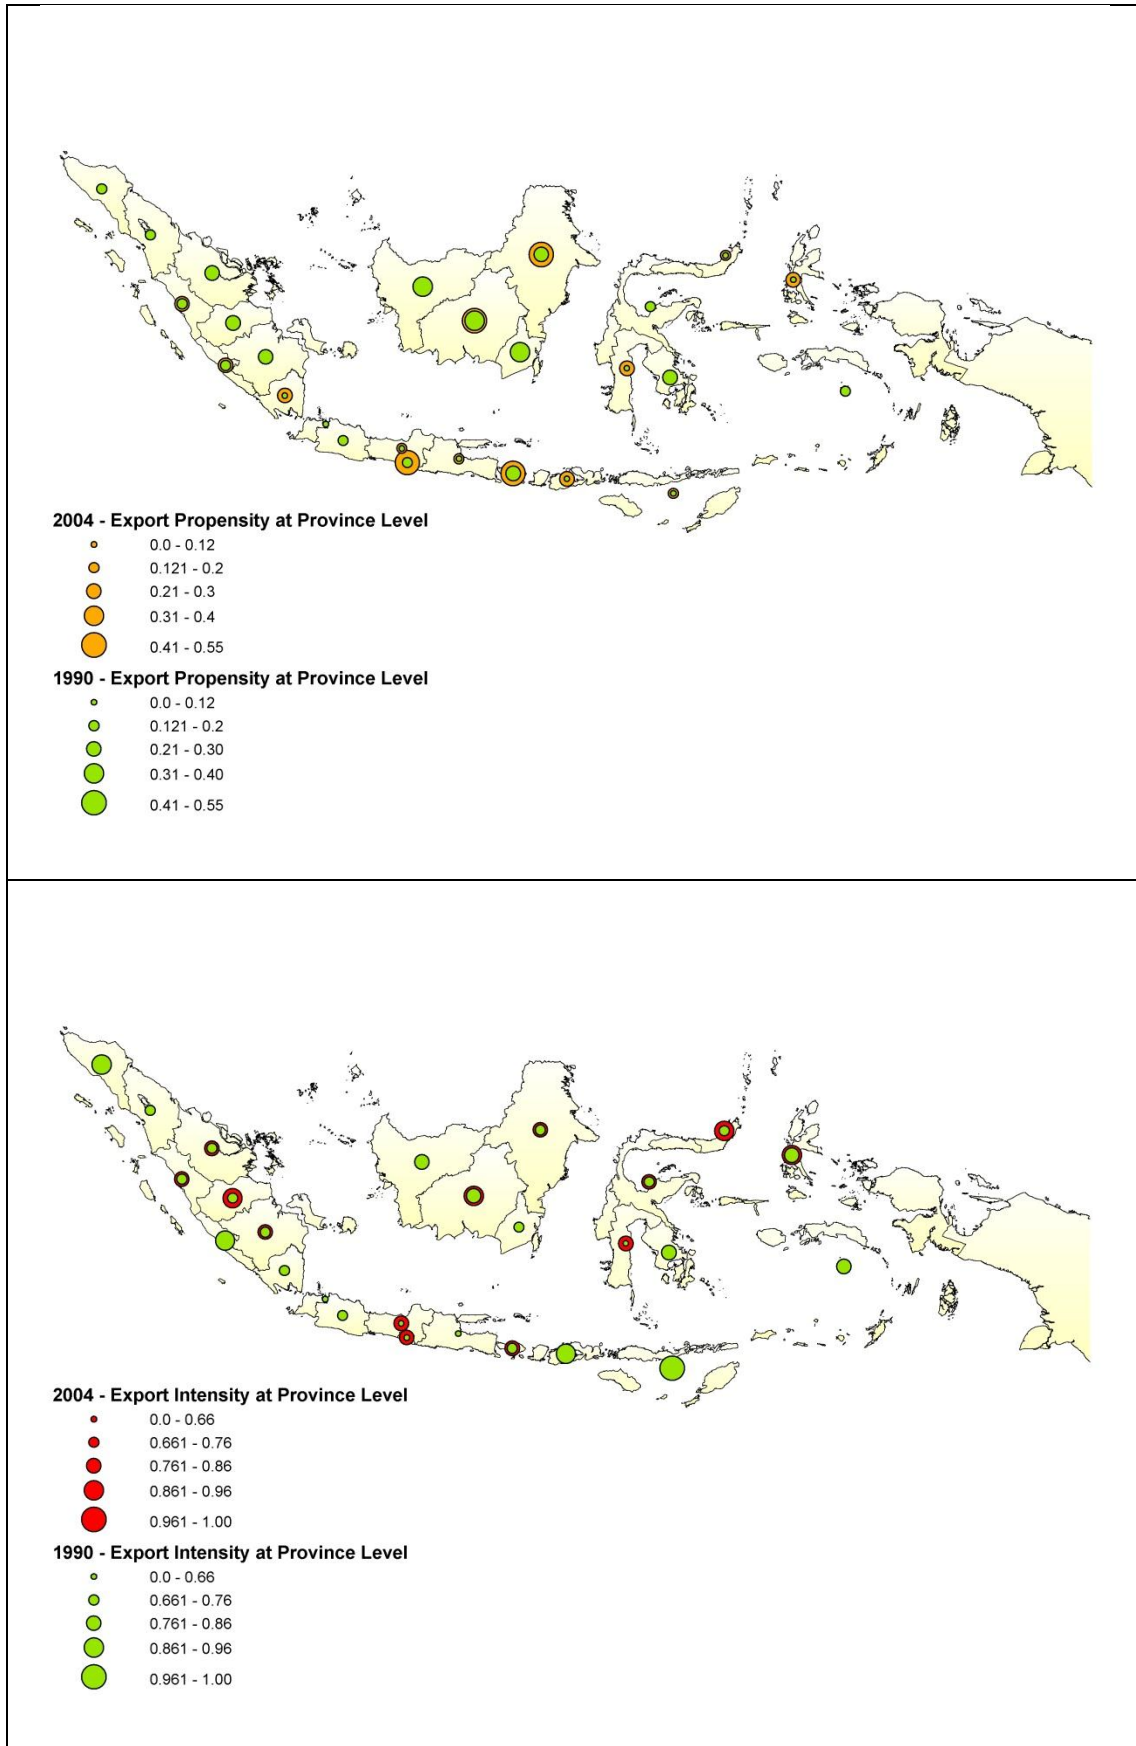 2004 - Export Propensity at Province Level
0.0 - 0.12
0.121 - 0.2
0.21 - 0.3
0.31 - 0.4
0.41 - 0.55
1990 - Export Propensity at Province Level
0.0 - 0.12
0.121 - 0.2
0.21 - 0.30
0.31 - 0.40
0.41 - 0.55
2004 - Export Intensity at Province Level
0.0 - 0.66
0.661 - 0.76
0.761 - 0.86
0.861 - 0.96
0.961 - 1.00
1990 - Export Intensity at Province Level
0.0 - 0.66
0.661 - 0.76
0.761 - 0.86
0.861 - 0.96
0.961 - 1.00